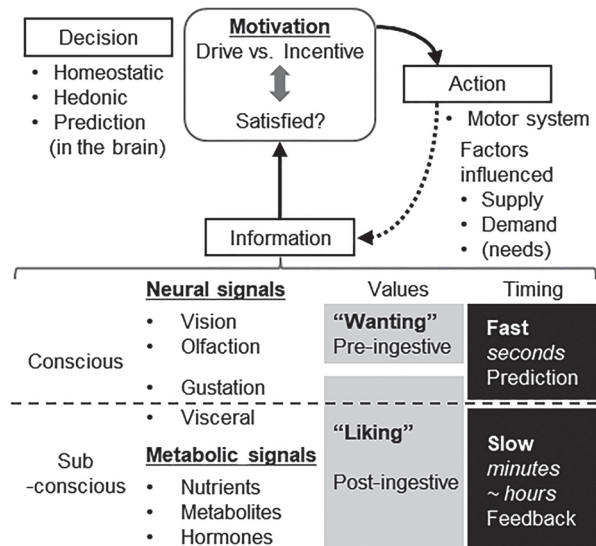 Decision
• Homeostatic
• Hedonic
• Prediction
(in the brain)
Motivation
Drive vs. Incentive
Satisfied?
Action
• Motor system
Factors
influenced
• Supply
• Demand
• (needs)
Information
Neural signals
Values
Timing
Conscious
• Vision
• Olfaction
• Gustation
• Visceral
"Wanting"
Pre-ingestive
Fast
seconds
Prediction
Sub
-conscious
Metabolic signals
• Nutrients
• Metabolites
• Hormones
"Liking"
Post-ingestive
Slow
minutes
~ hours
Feedback